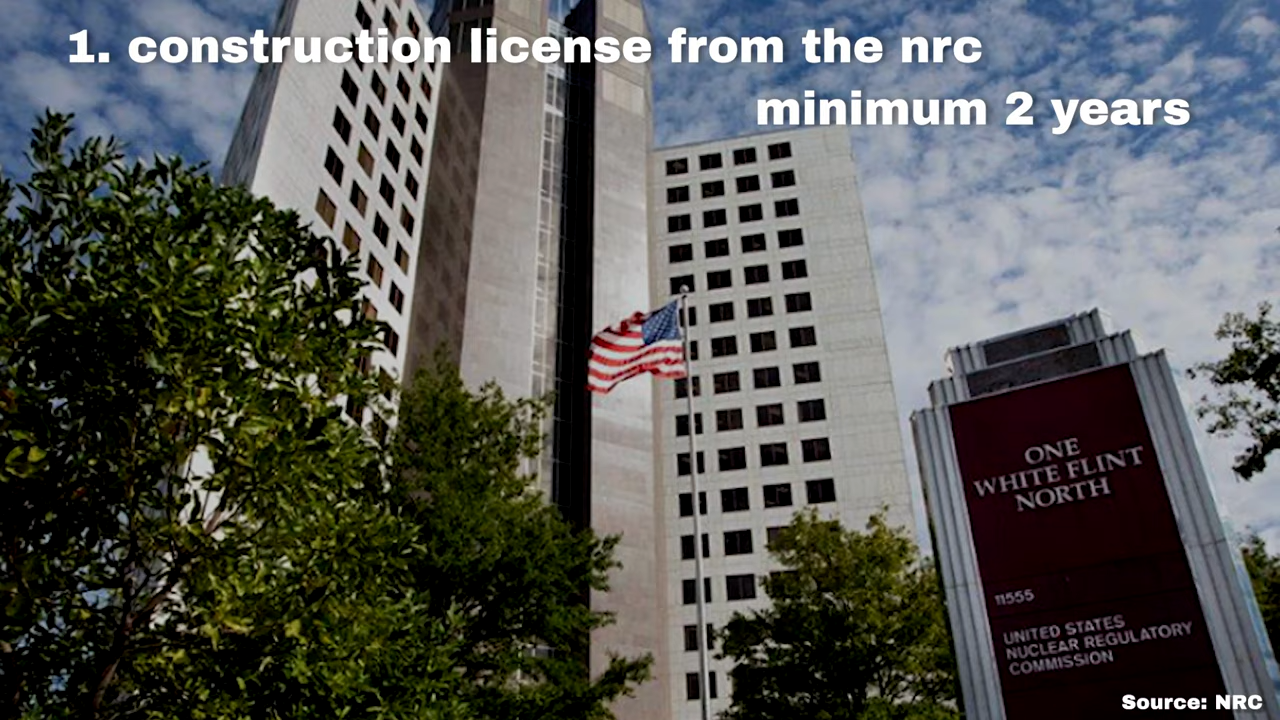 1. construction license from the nrc
minimum 2 years
ONE
WHITE FLINT
NORTH
11555
UNITED STATES
NUCLEAR REGULATORY
COMMISSION
Source: NRC